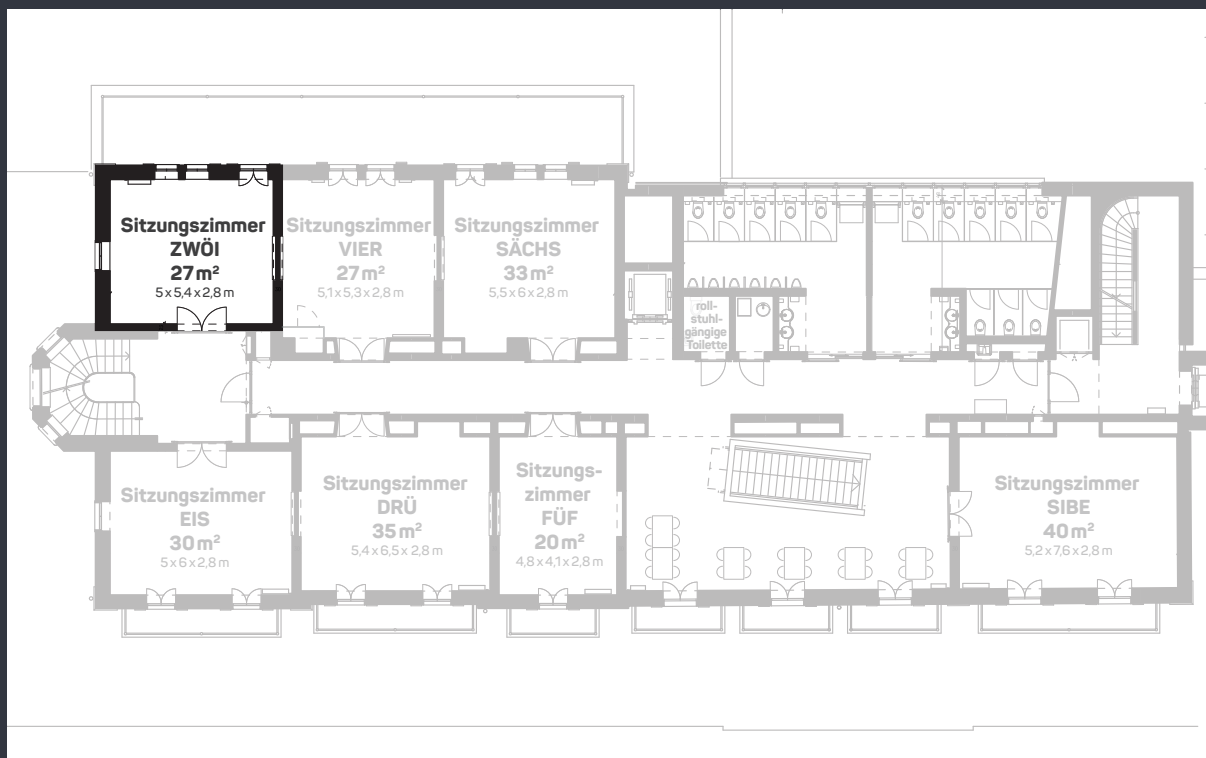 Sitzungszimmer
ZWÖI
27 m²
5 x 5,4 x 2,8 m
Sitzungszimmer
VIER
27 m²
5,1 x 5,3 x 2,8 m
Sitzungszimmer
SÄCHS
33 m²
5,5 x 6 x 2,8 m
roll-
stuhl-
gängige
Toilette
Sitzungszimmer
EIS
30 m²
5 x 6 x 2,8 m
Sitzungszimmer
DRÜ
35 m²
5,4 x 6,5 x 2,8 m
Sitzungs-
zimmer
FÜF
20 m²
4,8 x 4,1 x 2,8 m
Sitzungszimmer
SIBE
40 m²
5,2 x 7,6 x 2,8 m